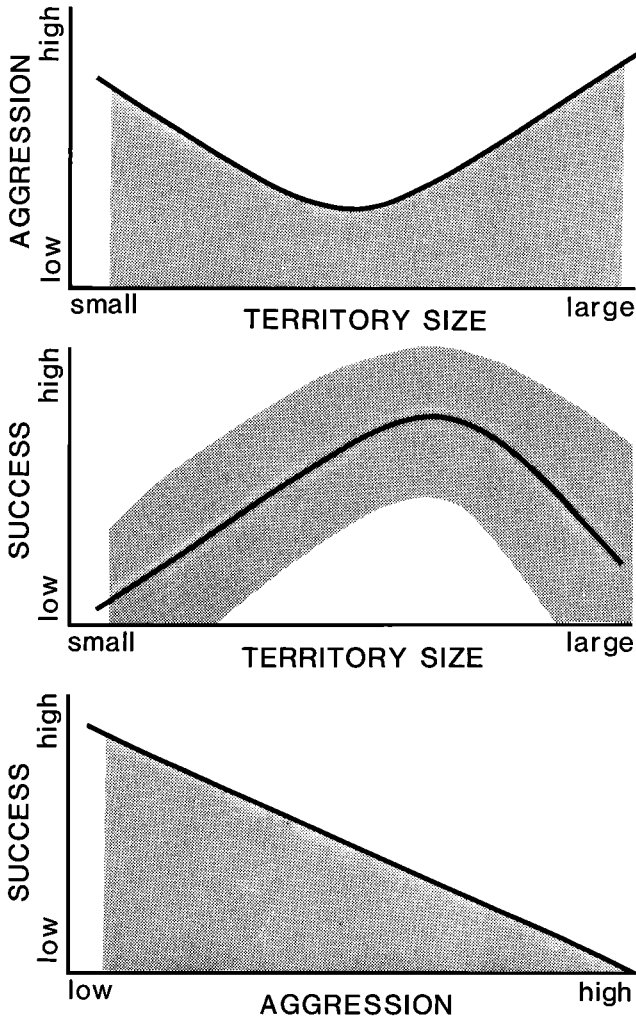 high
AGGRESSION
low
small
TERRITORY SIZE
large
high
SUCCESS
low
small
TERRITORY SIZE
large
high
SUCCESS
low
low
AGGRESSION
high